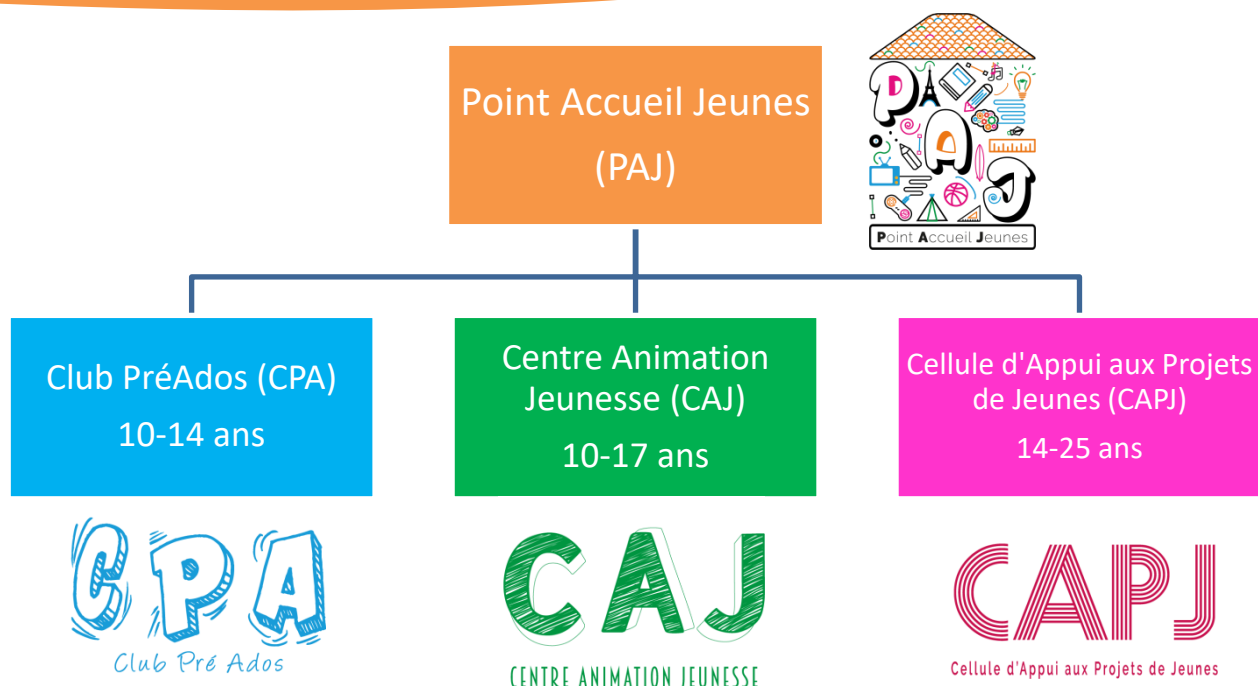 Point Accueil Jeunes
(PAJ)
PAJ
Point Accueil Jeunes
Club PréAdos (CPA)
10-14 ans
Centre Animation
Jeunesse (CAJ)
10-17 ans
Cellule d'Appui aux Projets
de Jeunes (CAPJ)
14-25 ans
CPA
Club Pré Ados
CAJ
CENTRE ANIMATION JEUNESSE
CAPJ
Cellule d'Appui aux Projets de Jeunes